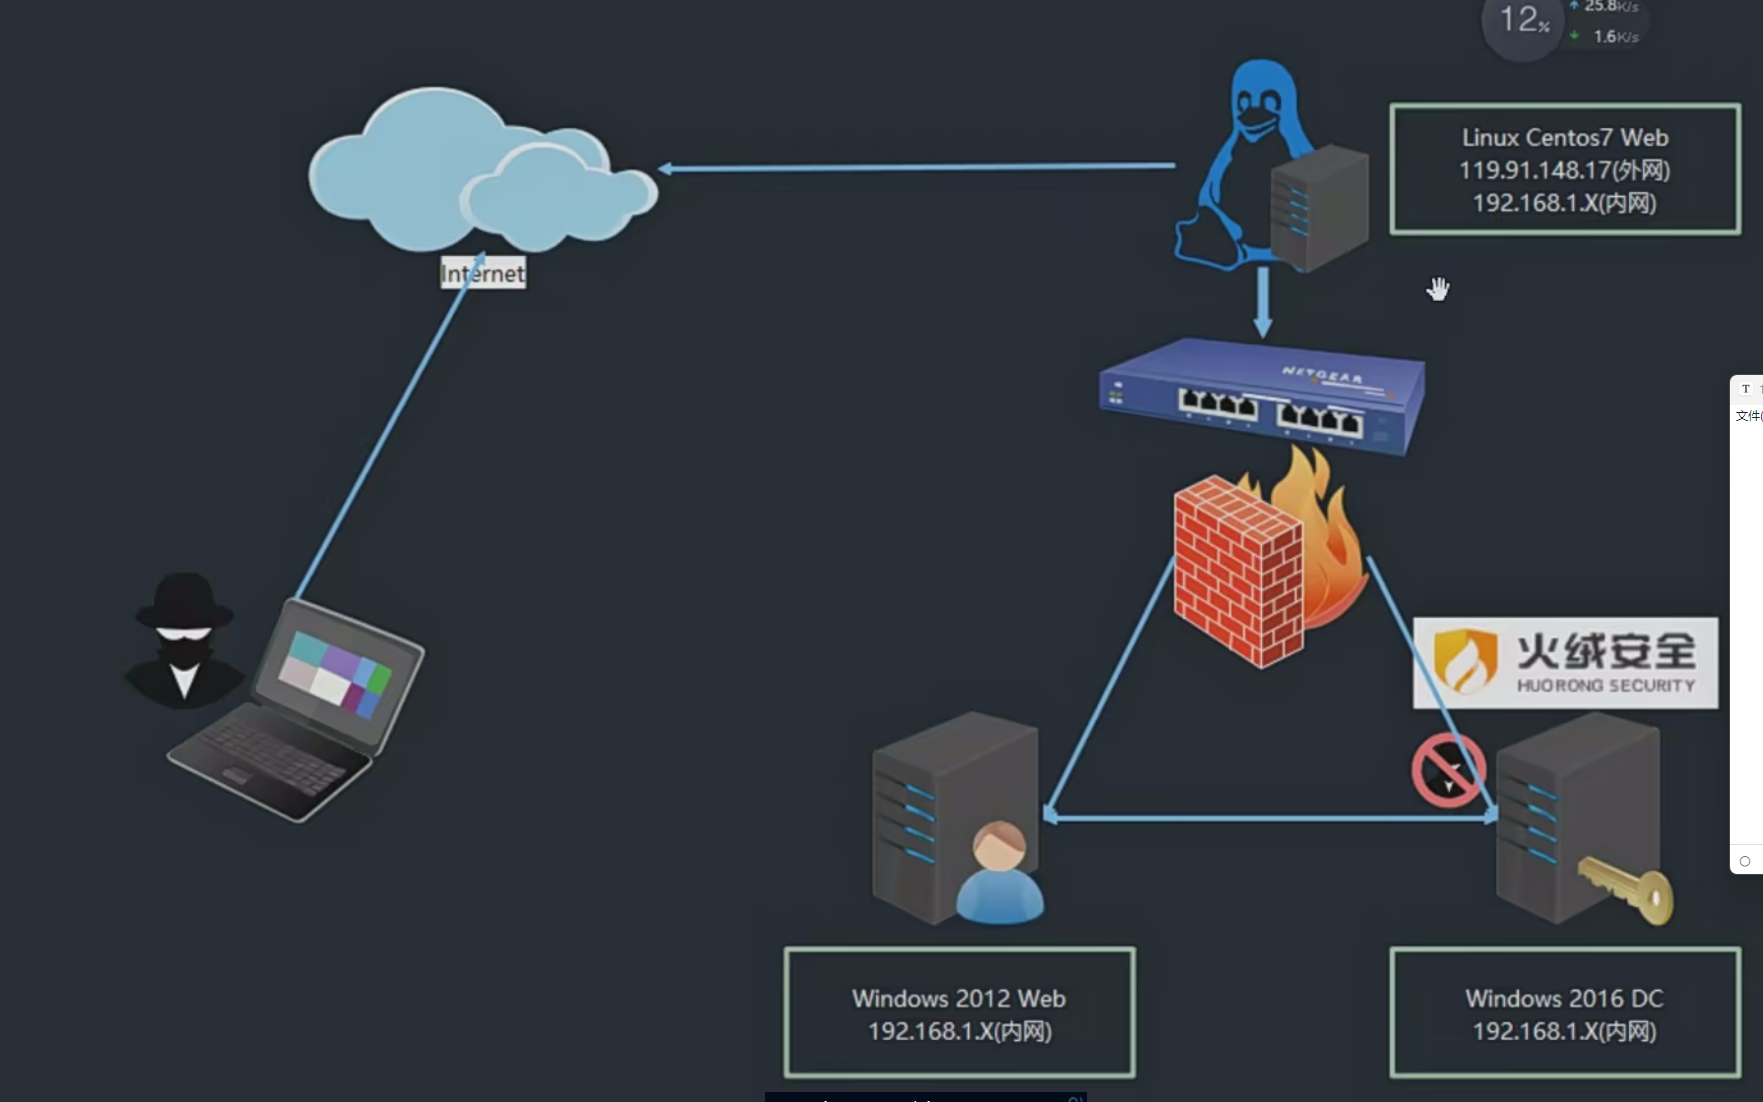 12%
25.8K/s
1.6K/s
Linux Centos7 Web
119.91.148.17(外网)
192.168.1.X(内网)
Internet
NETGEAR
T
文件(
火绒安全
HUORONG SECURITY
Windows 2012 Web
192.168.1.X(内网)
Windows 2016 DC
192.168.1.X(内网)